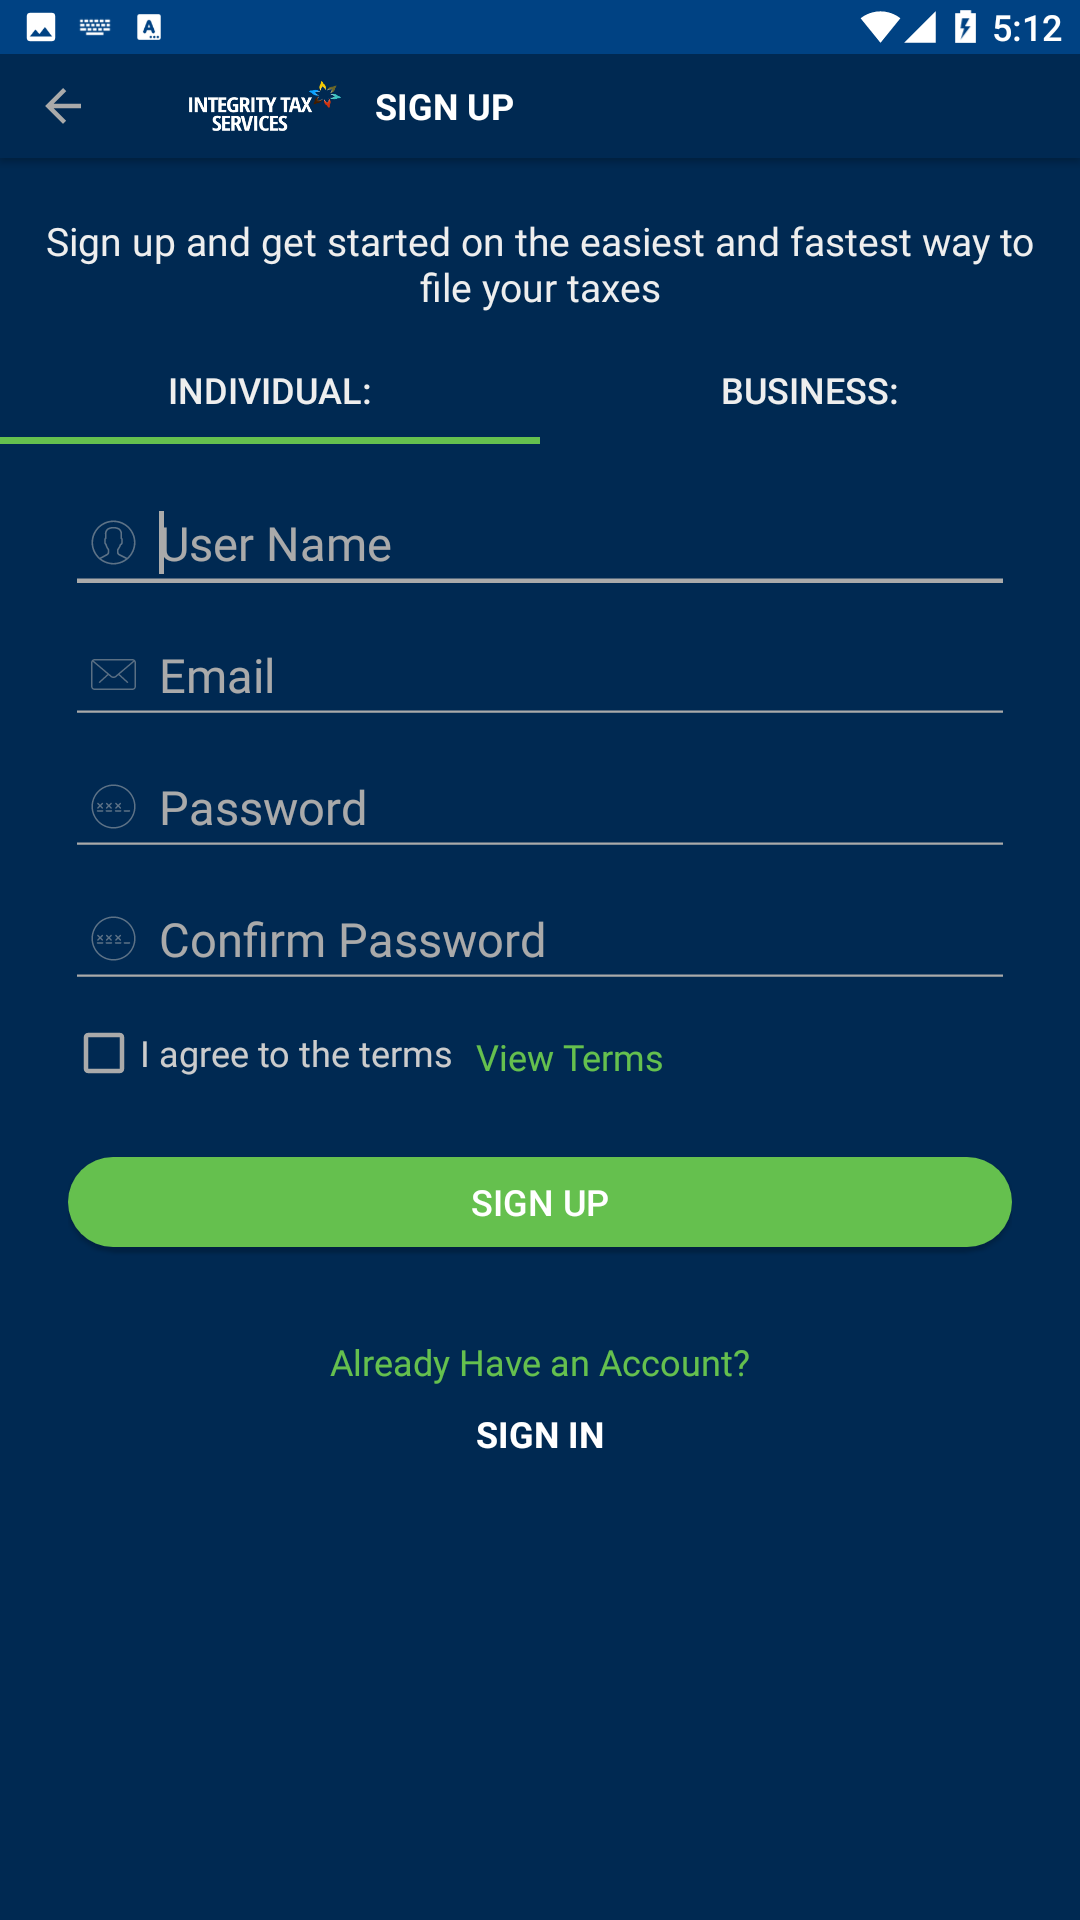 5:12
INTEGRITY TAX
SERVICES
SIGN UP
Sign up and get started on the easiest and fastest way to
file your taxes
INDIVIDUAL: BUSINESS:
User Name
Email
Password
Confirm Password
I agree to the terms View Terms
SIGN UP
Already Have an Account?
SIGN IN